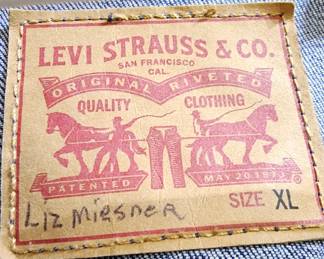 LEVI STRAUSS & CO.
SAN FRANCISCO
CAL.
ORIGINAL RIVETED
QUALITY CLOTHING
PATENTED MAY 20 1873
Liz Miesner
SIZE XL